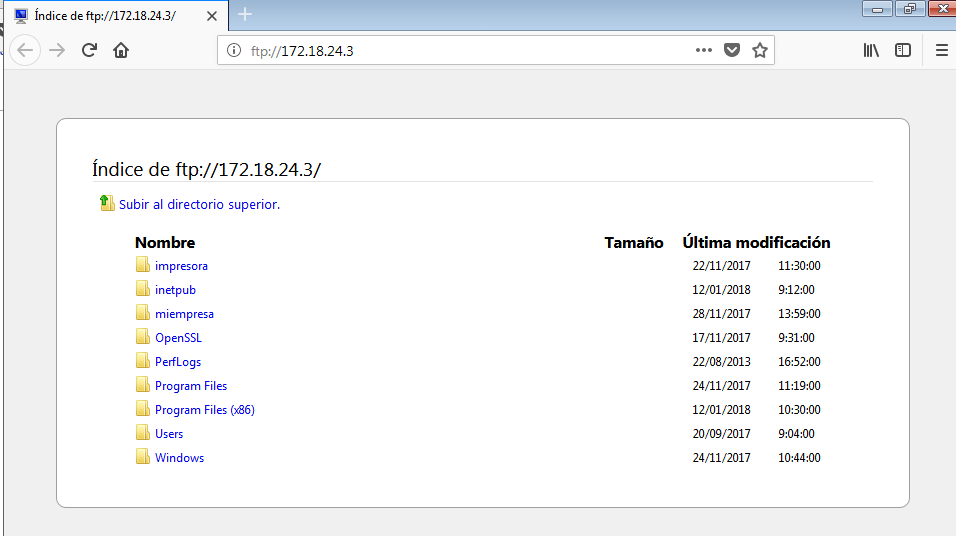 Índice de ftp://172.18.24.3/
ftp://172.18.24.3
Índice de ftp://172.18.24.3/
Subir al directorio superior.
Nombre Tamaño Última modificación
impresora 22/11/2017 11:30:00
inetpub 12/01/2018 9:12:00
miempresa 28/11/2017 13:59:00
OpenSSL 17/11/2017 9:31:00
PerfLogs 22/08/2013 16:52:00
Program Files 24/11/2017 11:19:00
Program Files (x86) 12/01/2018 10:30:00
Users 20/09/2017 9:04:00
Windows 24/11/2017 10:44:00